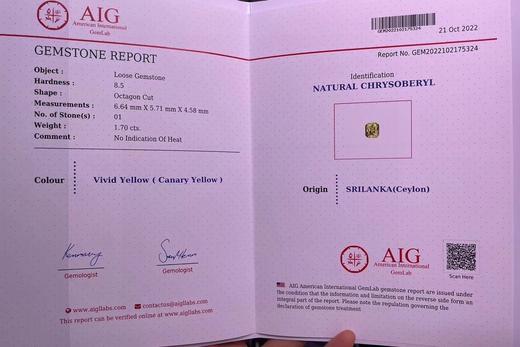 AIG
American International
GemLab
GEMSTONE REPORT
Object : Loose Gemstone
Hardness : 8.5
Shape : Octagon Cut
Measurements : 6.64 mm X 5.71 mm X 4.58 mm
No. of Stone(s) : 01
Weight : 1.70 cts.
Comment : No Indication Of Heat
Colour Vivid Yellow ( Canary Yellow )
Gemologist
Gemologist
www.aigllabs.com contactus@aigllabs.com
This report can be verified online at www.aigllabs.com
GEM2022102175324
21 Oct 2022
Report No. GEM2022102175324
Identification
NATURAL CHRYSOBERYL
Origin SRILANKA(Ceylon)
AIG
American International
GemLab
Scan Here
AIG American International GemLab gemstone report are issued under
the condition that the information and limitation on the reverse side form an
integral part of the report. Please note the regulation governing the
declaration of gemstone treatment